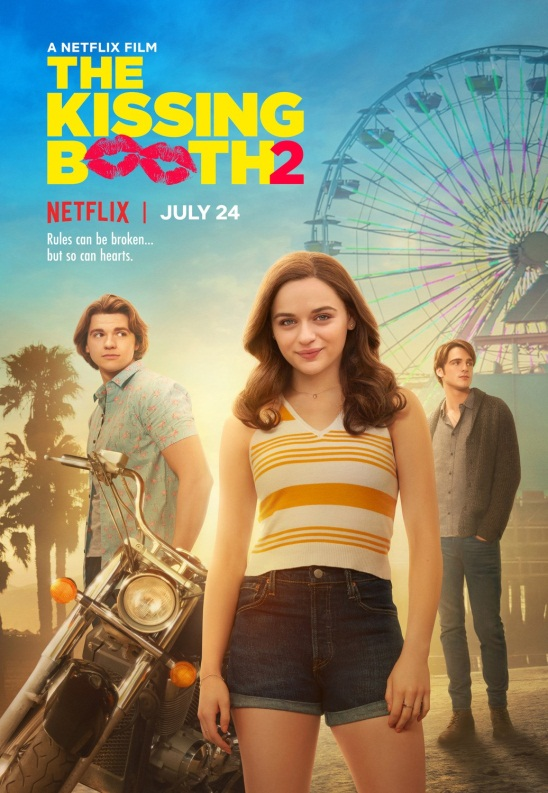 A NETFLIX FILM
THE
KISSING
BOOTH2
NETFLIX | JULY 24
Rules can be broken...
but so can hearts.